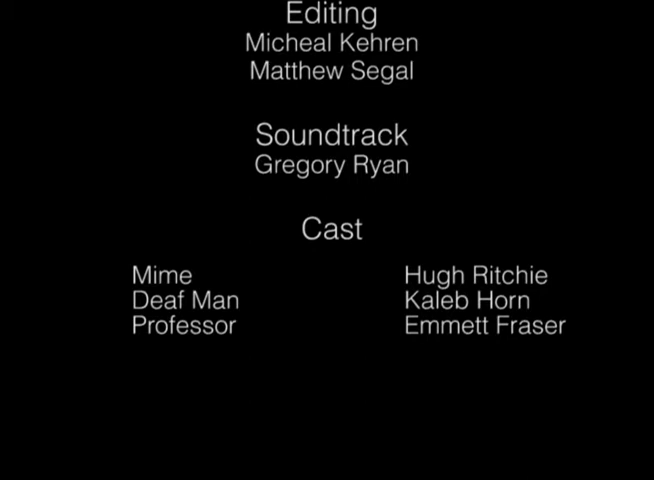 Editing
Micheal Kehren
Matthew Segal
Soundtrack
Gregory Ryan
Cast
Mime Hugh Ritchie
Deaf Man Kaleb Horn
Professor Emmett Fraser